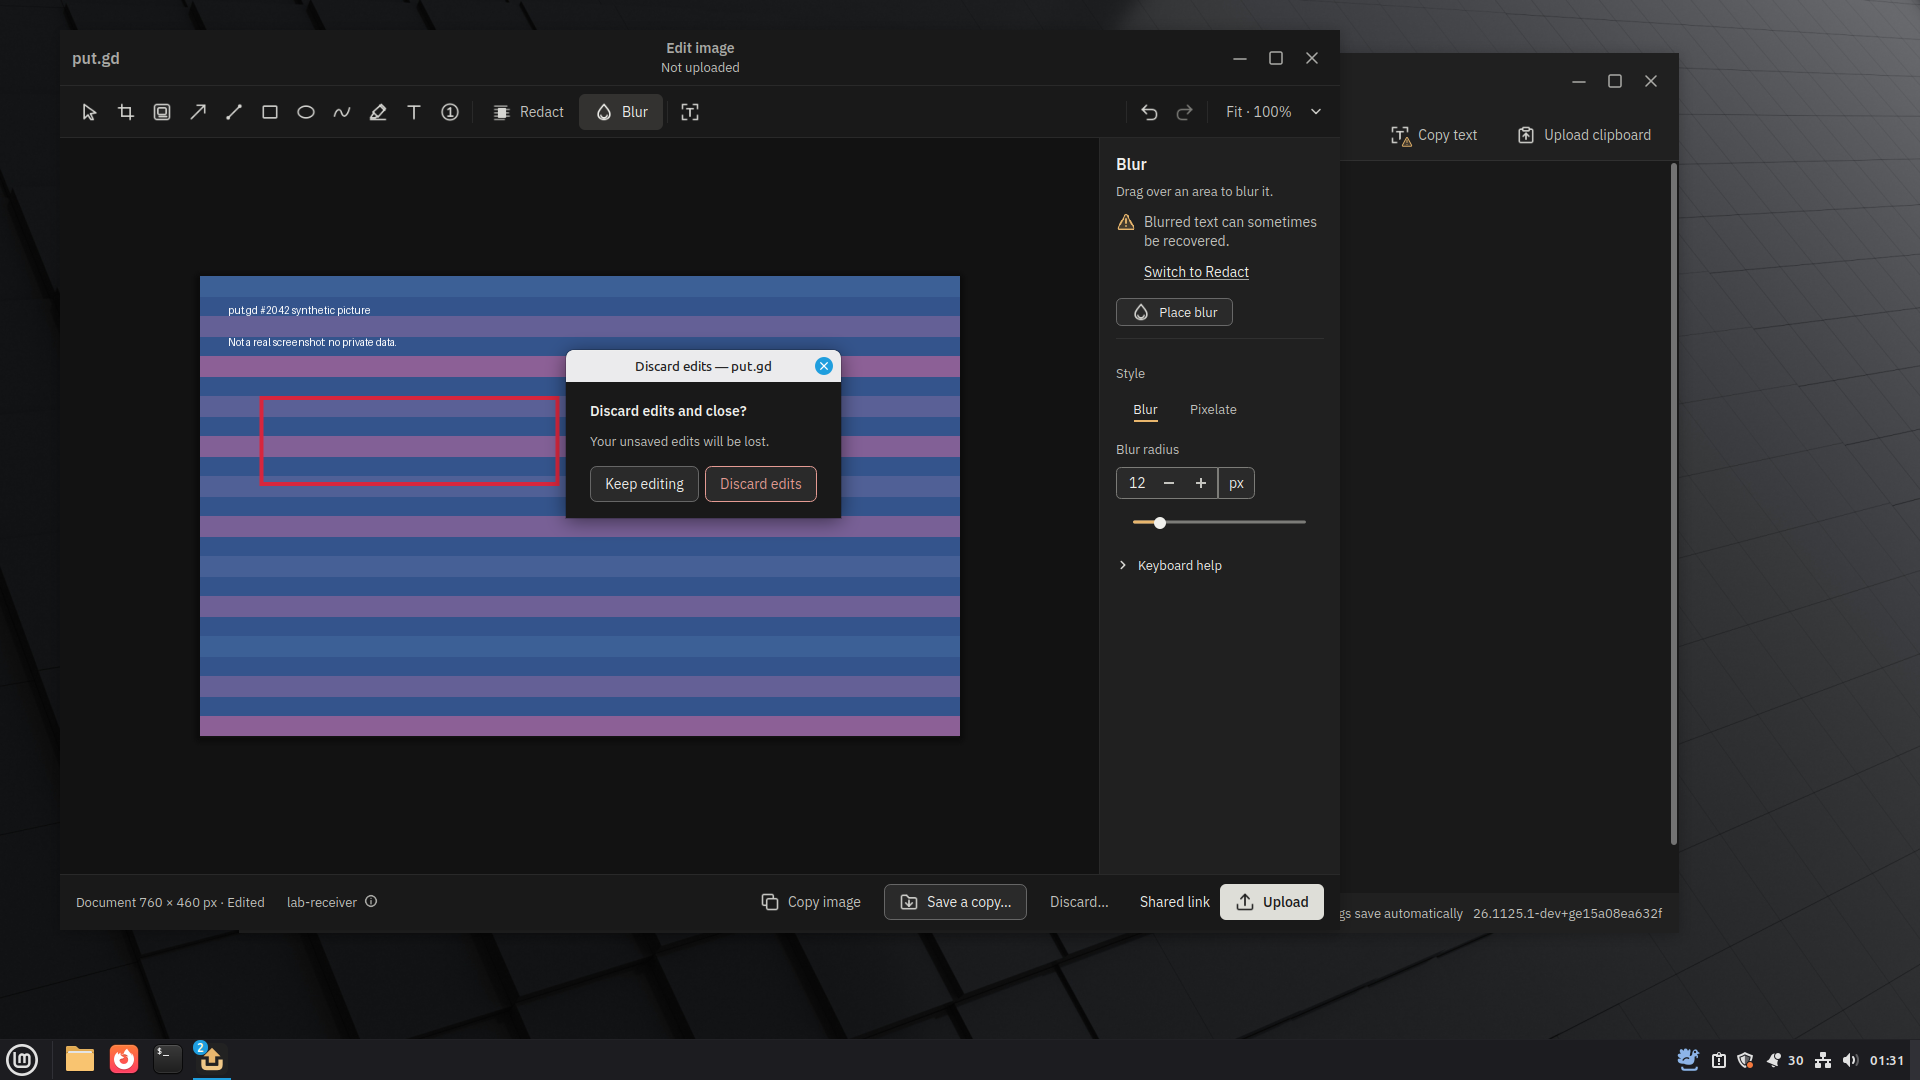 put.gd
Edit image
Not uploaded
Redact
Blur
Fit · 100%
Copy text
Upload clipboard
Blur
Drag over an area to blur it.
Blurred text can sometimes
be recovered.
Switch to Redact
Place blur
Style
Blur
Pixelate
Blur radius
12
px
Keyboard help
put.gd #2042 synthetic picture
Not a real screenshot: no private data.
Discard edits — put.gd
Discard edits and close?
Your unsaved edits will be lost.
Keep editing
Discard edits
Document 760 × 460 px · Edited
lab-receiver
Copy image
Save a copy...
Discard...
Shared link
Upload
gs save automatically
26.1125.1-dev+ge15a08ea632f
2
30
01:31